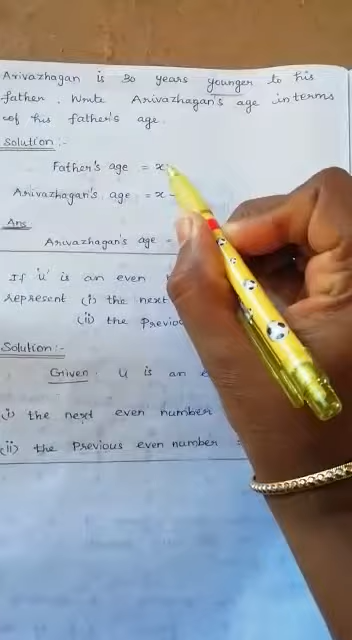 Arivazhagan is 30 years younger to his
father. Write Arivazhagan's age in terms
of his father's age.
Solution:-
Father's age = x
Arivazhagan's age = x -
Ans
Arivazhagan's age =
If 'u' is an even
represent (i) the next
(ii) the Previo
Solution:-
Given: u is an e
(i) the next even number
(ii) the Previous even number =